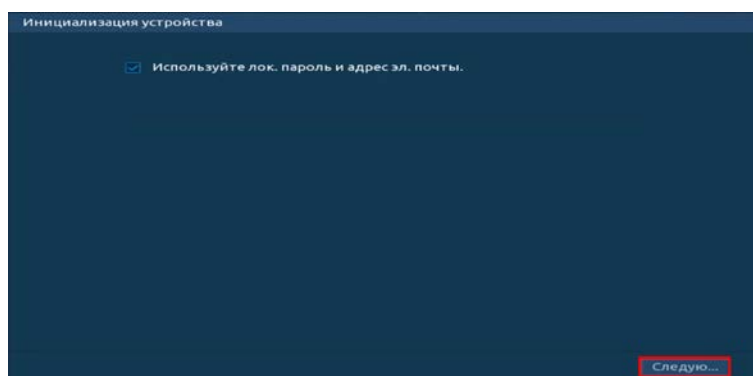 Инициализация устройства
Используйте лок. пароль и адрес эл. почты.
Следую...